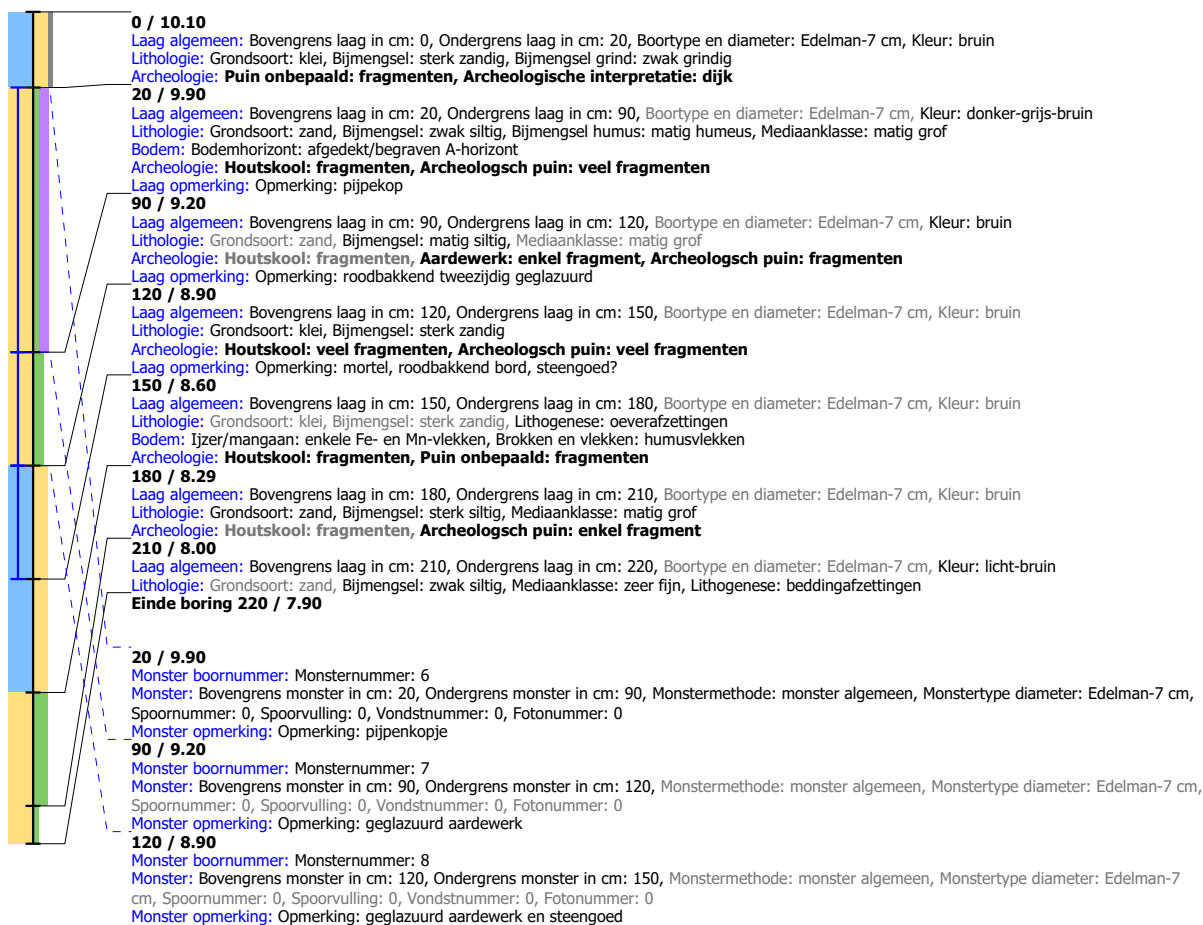 0 / 10.10
Laag algemeen: Bovengrens laag in cm: 0, Ondergrens laag in cm: 20, Boortype en diameter: Edelman-7 cm, Kleur: bruin
Lithologie: Grondsoort: klei, Bijmengsel: sterk zandig, Bijmengsel grind: zwak grindig
Archeologie: Puin onbepaald: fragmenten, Archeologische interpretatie: dijk
20 / 9.90
Laag algemeen: Bovengrens laag in cm: 20, Ondergrens laag in cm: 90, Boortype en diameter: Edelman-7 cm, Kleur: donker-grijs-bruin
Lithologie: Grondsoort: zand, Bijmengsel: zwak siltig, Bijmengsel humus: matig humeus, Mediaanklasse: matig grof
Bodem: Bodemhorizont: afgedekt/begraven A-horizont
Archeologie: Houtskool: fragmenten, Archeologsch puin: veel fragmenten
Laag opmerking: Opmerking: pijpekop
90 / 9.20
Laag algemeen: Bovengrens laag in cm: 90, Ondergrens laag in cm: 120, Boortype en diameter: Edelman-7 cm, Kleur: bruin
Lithologie: Grondsoort: zand, Bijmengsel: matig siltig, Mediaanklasse: matig grof
Archeologie: Houtskool: fragmenten, Aardewerk: enkel fragment, Archeologsch puin: fragmenten
Laag opmerking: Opmerking: roodbakkend tweezijdig geglazuurd
120 / 8.90
Laag algemeen: Bovengrens laag in cm: 120, Ondergrens laag in cm: 150, Boortype en diameter: Edelman-7 cm, Kleur: bruin
Lithologie: Grondsoort: klei, Bijmengsel: sterk zandig
Archeologie: Houtskool: veel fragmenten, Archeologsch puin: veel fragmenten
Laag opmerking: Opmerking: mortel, roodbakkend bord, steengoed?
150 / 8.60
Laag algemeen: Bovengrens laag in cm: 150, Ondergrens laag in cm: 180, Boortype en diameter: Edelman-7 cm, Kleur: bruin
Lithologie: Grondsoort: klei, Bijmengsel: sterk zandig, Lithogenese: oeverafzettingen
Bodem: Ijzer/mangaan: enkele Fe- en Mn-vlekken, Brokken en vlekken: humusvlekken
Archeologie: Houtskool: fragmenten, Puin onbepaald: fragmenten
180 / 8.29
Laag algemeen: Bovengrens laag in cm: 180, Ondergrens laag in cm: 210, Boortype en diameter: Edelman-7 cm, Kleur: bruin
Lithologie: Grondsoort: zand, Bijmengsel: sterk siltig, Mediaanklasse: matig grof
Archeologie: Houtskool: fragmenten, Archeologsch puin: enkel fragment
210 / 8.00
Laag algemeen: Bovengrens laag in cm: 210, Ondergrens laag in cm: 220, Boortype en diameter: Edelman-7 cm, Kleur: licht-bruin
Lithologie: Grondsoort: zand, Bijmengsel: zwak siltig, Mediaanklasse: zeer fijn, Lithogenese: beddingafzettingen
Einde boring 220 / 7.90
20 / 9.90
Monster boornummer: Monsternummer: 6
Monster: Bovengrens monster in cm: 20, Ondergrens monster in cm: 90, Monstermethode: monster algemeen, Monstertype diameter: Edelman-7 cm,
Spoornummer: 0, Spoorvulling: 0, Vondstnummer: 0, Fotonummer: 0
Monster opmerking: Opmerking: pijpenkopje
90 / 9.20
Monster boornummer: Monsternummer: 7
Monster: Bovengrens monster in cm: 90, Ondergrens monster in cm: 120, Monstermethode: monster algemeen, Monstertype diameter: Edelman-7 cm,
Spoornummer: 0, Spoorvulling: 0, Vondstnummer: 0, Fotonummer: 0
Monster opmerking: Opmerking: geglazuurd aardewerk
120 / 8.90
Monster boornummer: Monsternummer: 8
Monster: Bovengrens monster in cm: 120, Ondergrens monster in cm: 150, Monstermethode: monster algemeen, Monstertype diameter: Edelman-7
cm, Spoornummer: 0, Spoorvulling: 0, Vondstnummer: 0, Fotonummer: 0
Monster opmerking: Opmerking: geglazuurd aardewerk en steengoed